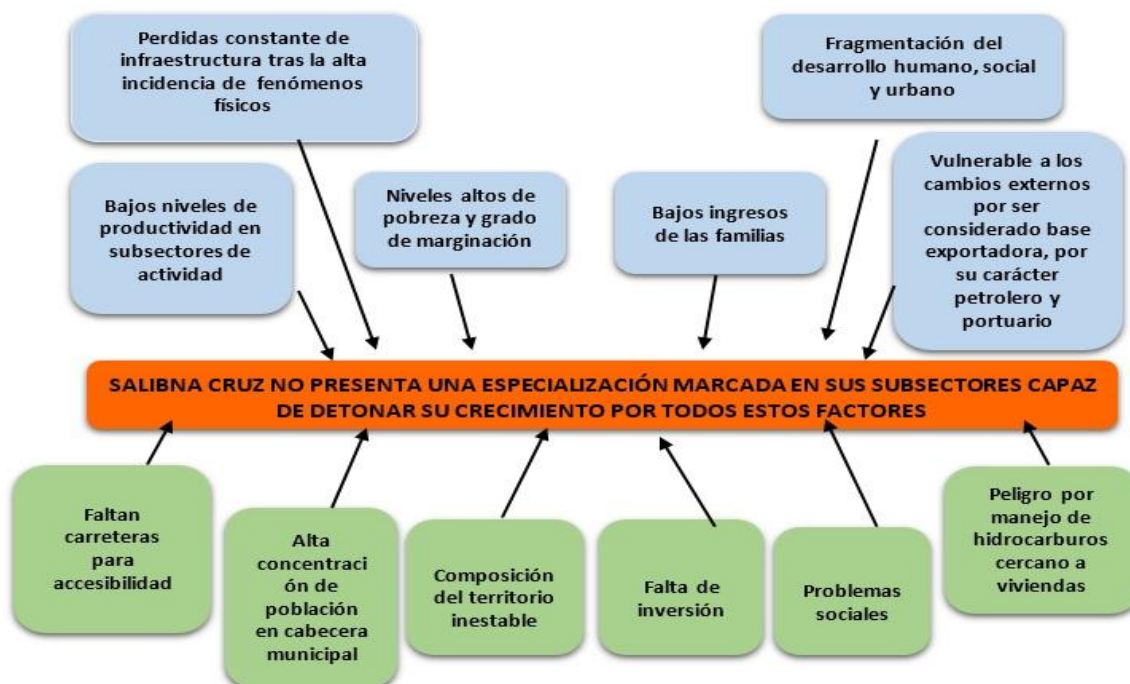 Perdidas constante de
infraestructura tras la alta
incidencia de fenómenos
físicos
Fragmentación del
desarrollo humano, social
y urbano
Bajos niveles de
productividad en
subsectores de
actividad
Niveles altos de
pobreza y grado
de marginación
Bajos ingresos
de las familias
Vulnerable a los
cambios externos
por ser
considerado base
exportadora, por
su carácter
petrolero y
portuario
SALIBNA CRUZ NO PRESENTA UNA ESPECIALIZACIÓN MARCADA EN SUS SUBSECTORES CAPAZ
DE DETONAR SU CRECIMIENTO POR TODOS ESTOS FACTORES
Faltan
carreteras
para
accesibilidad
Alta
concentraci
ón de
población
en cabecera
municipal
Composición
del territorio
inestable
Falta de
inversión
Problemas
sociales
Peligro por
manejo de
hidrocarburos
cercano a
viviendas